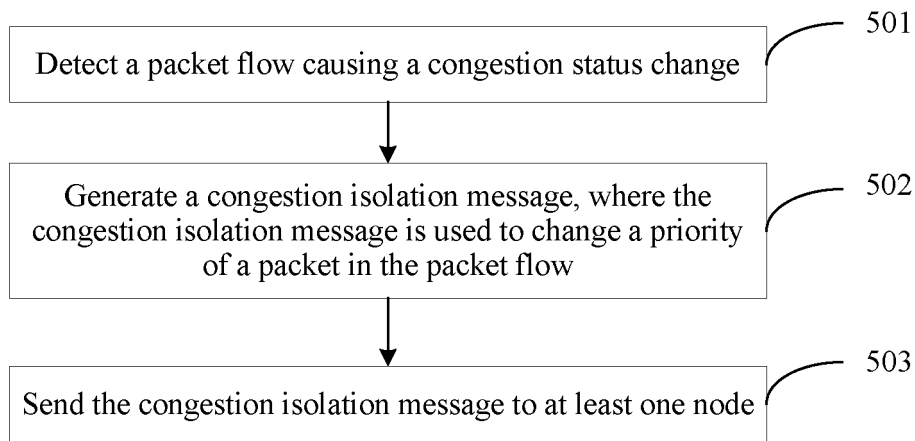 501
Detect a packet flow causing a congestion status change
502
Generate a congestion isolation message, where the
congestion isolation message is used to change a priority
of a packet in the packet flow
503
Send the congestion isolation message to at least one node